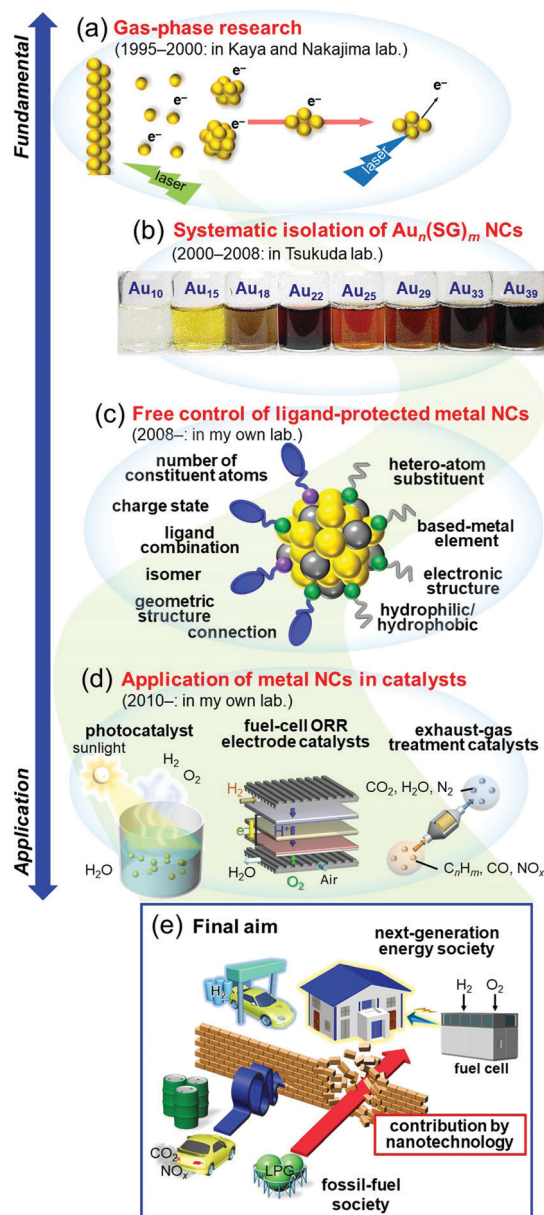 Fundamental
(a) Gas-phase research
(1995–2000: in Kaya and Nakajima lab.)
e⁻
e⁻
e⁻
e⁻
e⁻
e⁻
laser
laser
(b) Systematic isolation of Auₙ(SG)ₘ NCs
(2000–2008: in Tsukuda lab.)
Au₁₀ Au₁₅ Au₁₈ Au₂₂ Au₂₅ Au₂₉ Au₃₃ Au₃₉
(c) Free control of ligand-protected metal NCs
(2008–: in my own lab.)
number of
constituent atoms
charge state
ligand
combination
isomer
geometric
structure
connection
hetero-atom
substituent
based-metal
element
electronic
structure
hydrophilic/
hydrophobic
(d) Application of metal NCs in catalysts
(2010–: in my own lab.)
photocatalyst
sunlight
H₂
O₂
H₂O
fuel-cell ORR
electrode catalysts
H₂
e⁻
H⁺
H₂O
O₂
Air
exhaust-gas
treatment catalysts
CO₂, H₂O, N₂
CₙHₘ, CO, NOₓ
Application
(e) Final aim
next-generation
energy society
H₂
H₂ O₂
fuel cell
contribution by
nanotechnology
CO₂
NOₓ
LPG
fossil-fuel
society